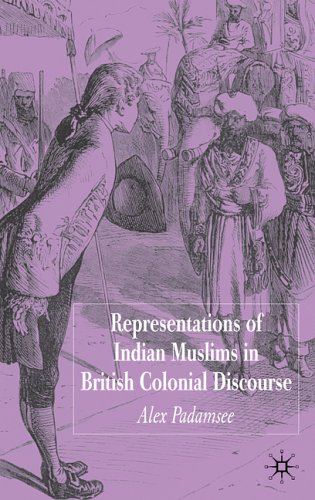 Representations of
Indian Muslims in
British Colonial Discourse
Alex Padamsee